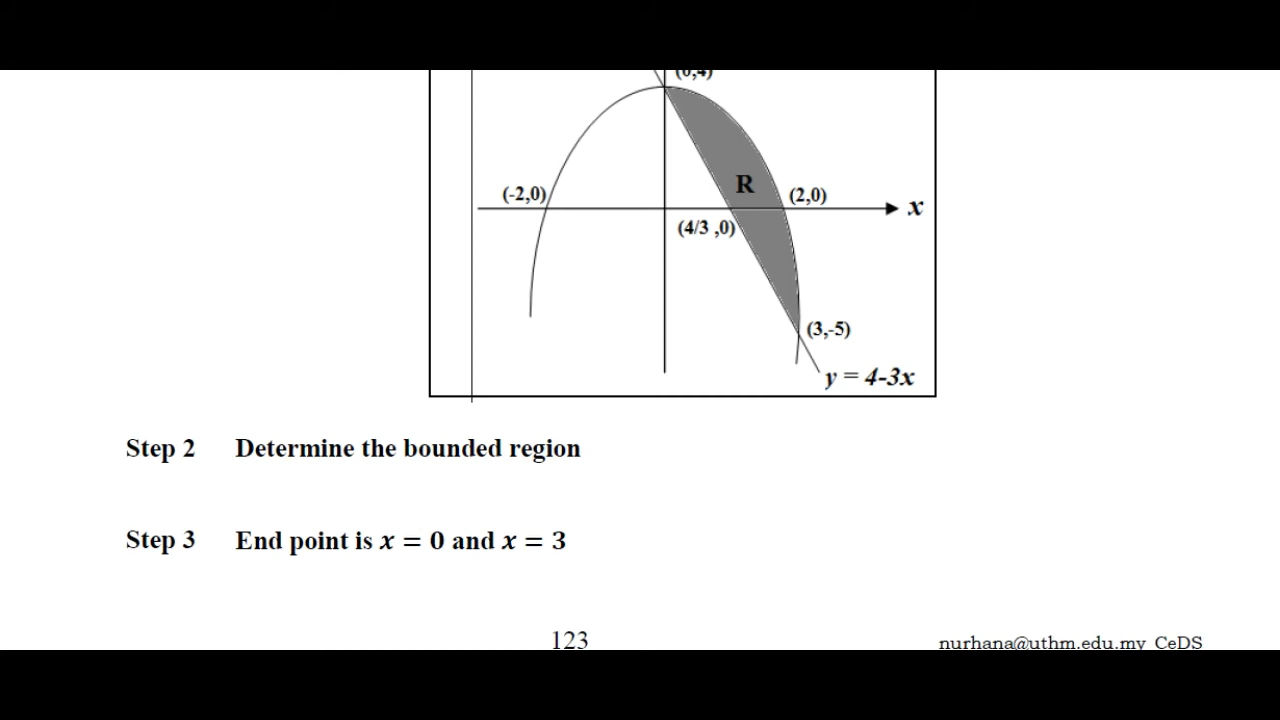 (0,4)
R
(-2,0)
(2,0)
x
(4/3 ,0)
(3,-5)
y = 4-3x
Step 2 Determine the bounded region
Step 3 End point is x = 0 and x = 3
123
nurhana@uthm.edu.my CeDS